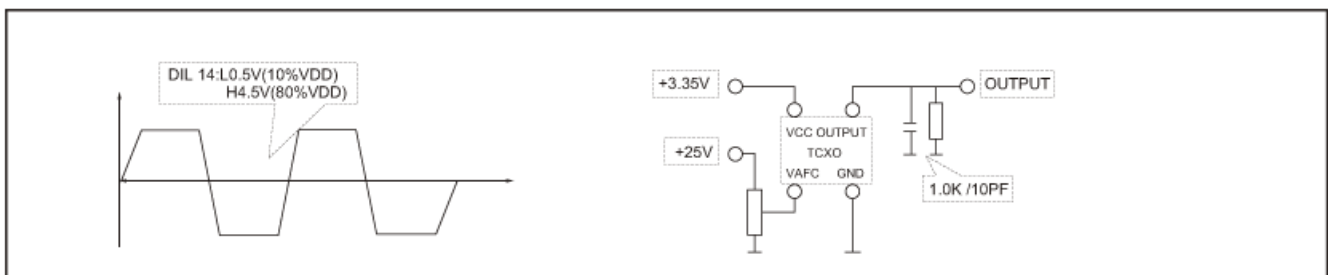 DIL 14:L0.5V(10%VDD)
H4.5V(80%VDD)
+3.35V
OUTPUT
VCC OUTPUT
TCXO
VAFC GND
+25V
1.0K /10PF